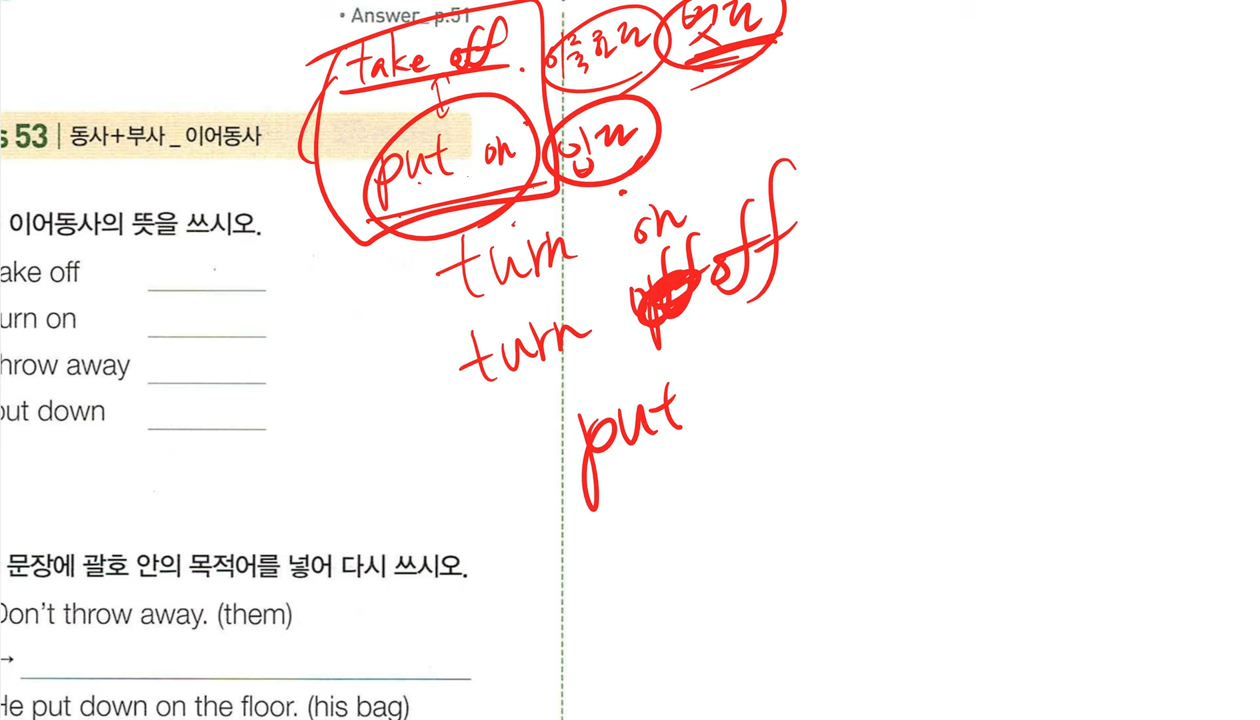 • Answer_ p.51
take off. 이륙하다 벗다
s 53 | 동사+부사 _ 이어동사
put on 입다
이어동사의 뜻을 쓰시오.
turn on
ake off
turn off
urn on
hrow away
put
out down
문장에 괄호 안의 목적어를 넣어 다시 쓰시오.
Don't throw away. (them)
→
He put down on the floor. (his bag)